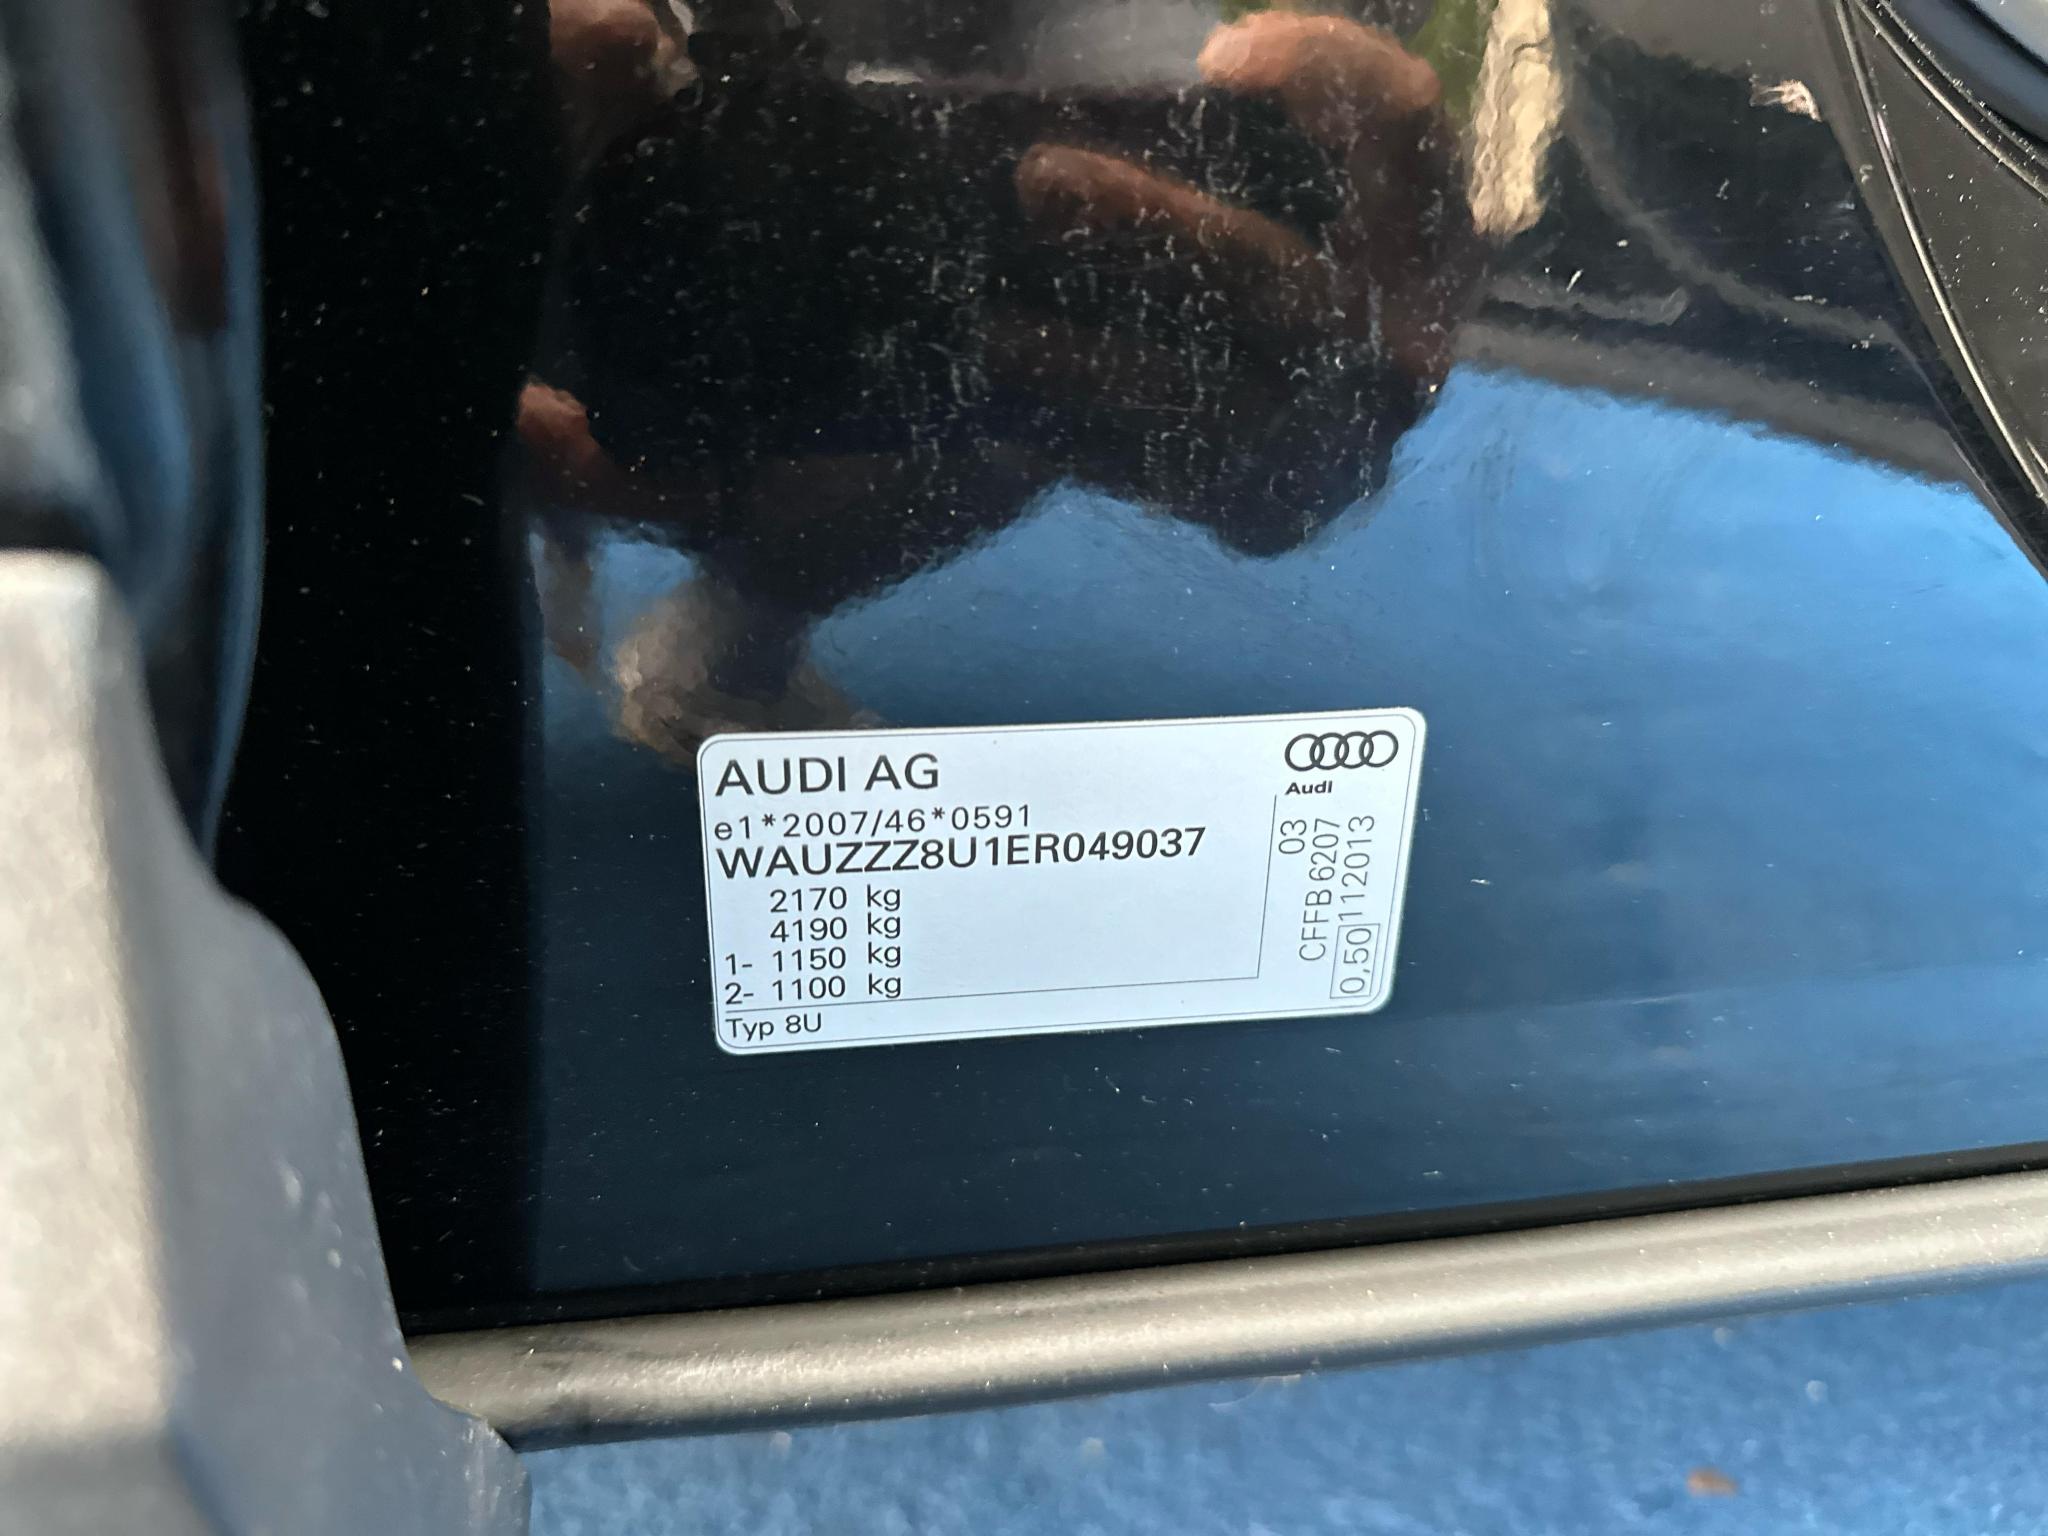 AUDI AG
Audi
e1*2007/46*0591
WAUZZZ8U1ER049037
2170 kg
4190 kg
1- 1150 kg
2- 1100 kg
Typ 8U
03
CFFB 6207
0,50 112013